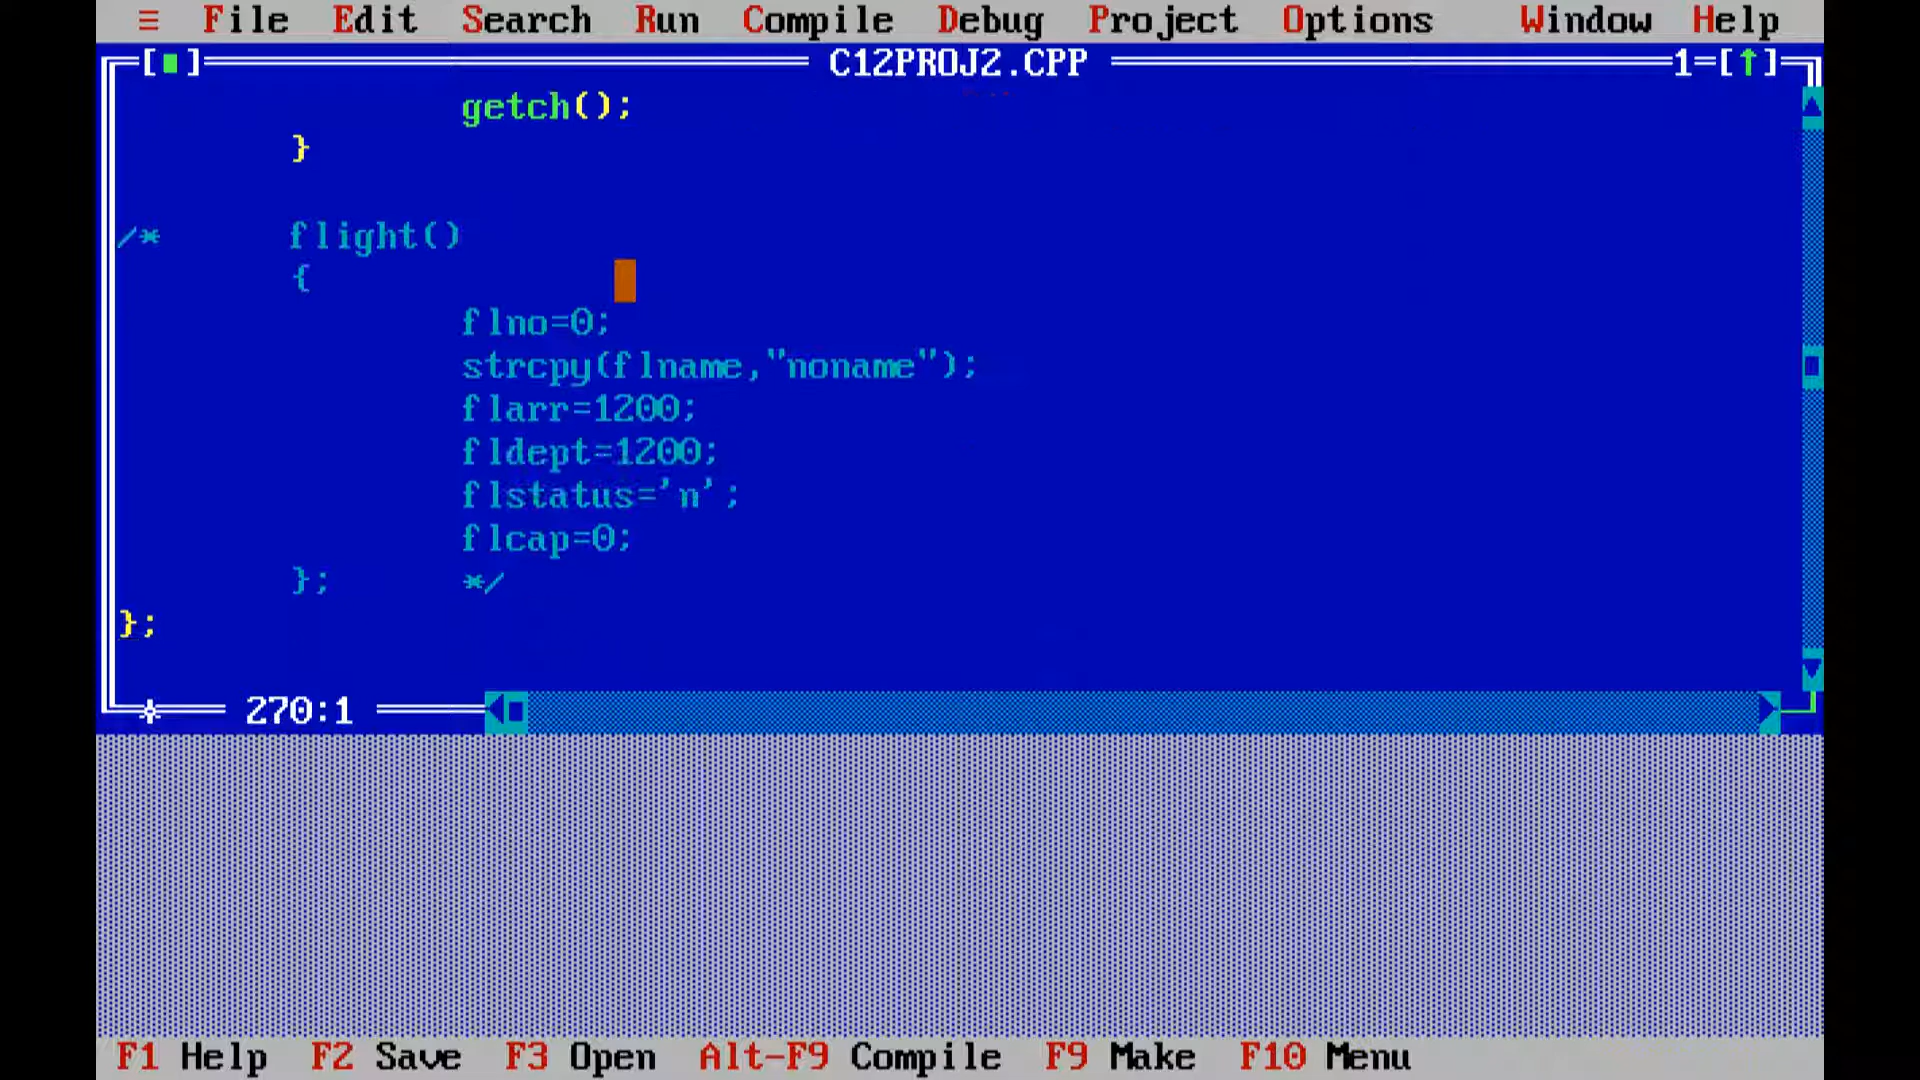 ≡ File Edit Search Run Compile Debug Project Options Window Help
[■] C12PROJ2.CPP 1=[↑]
getch();
}
/* flight()
{
flno=0;
strcpy(flname,"noname");
flarr=1200;
fldept=1200;
flstatus='n';
flcap=0;
}; */
};
270:1
F1 Help F2 Save F3 Open Alt-F9 Compile F9 Make F10 Menu